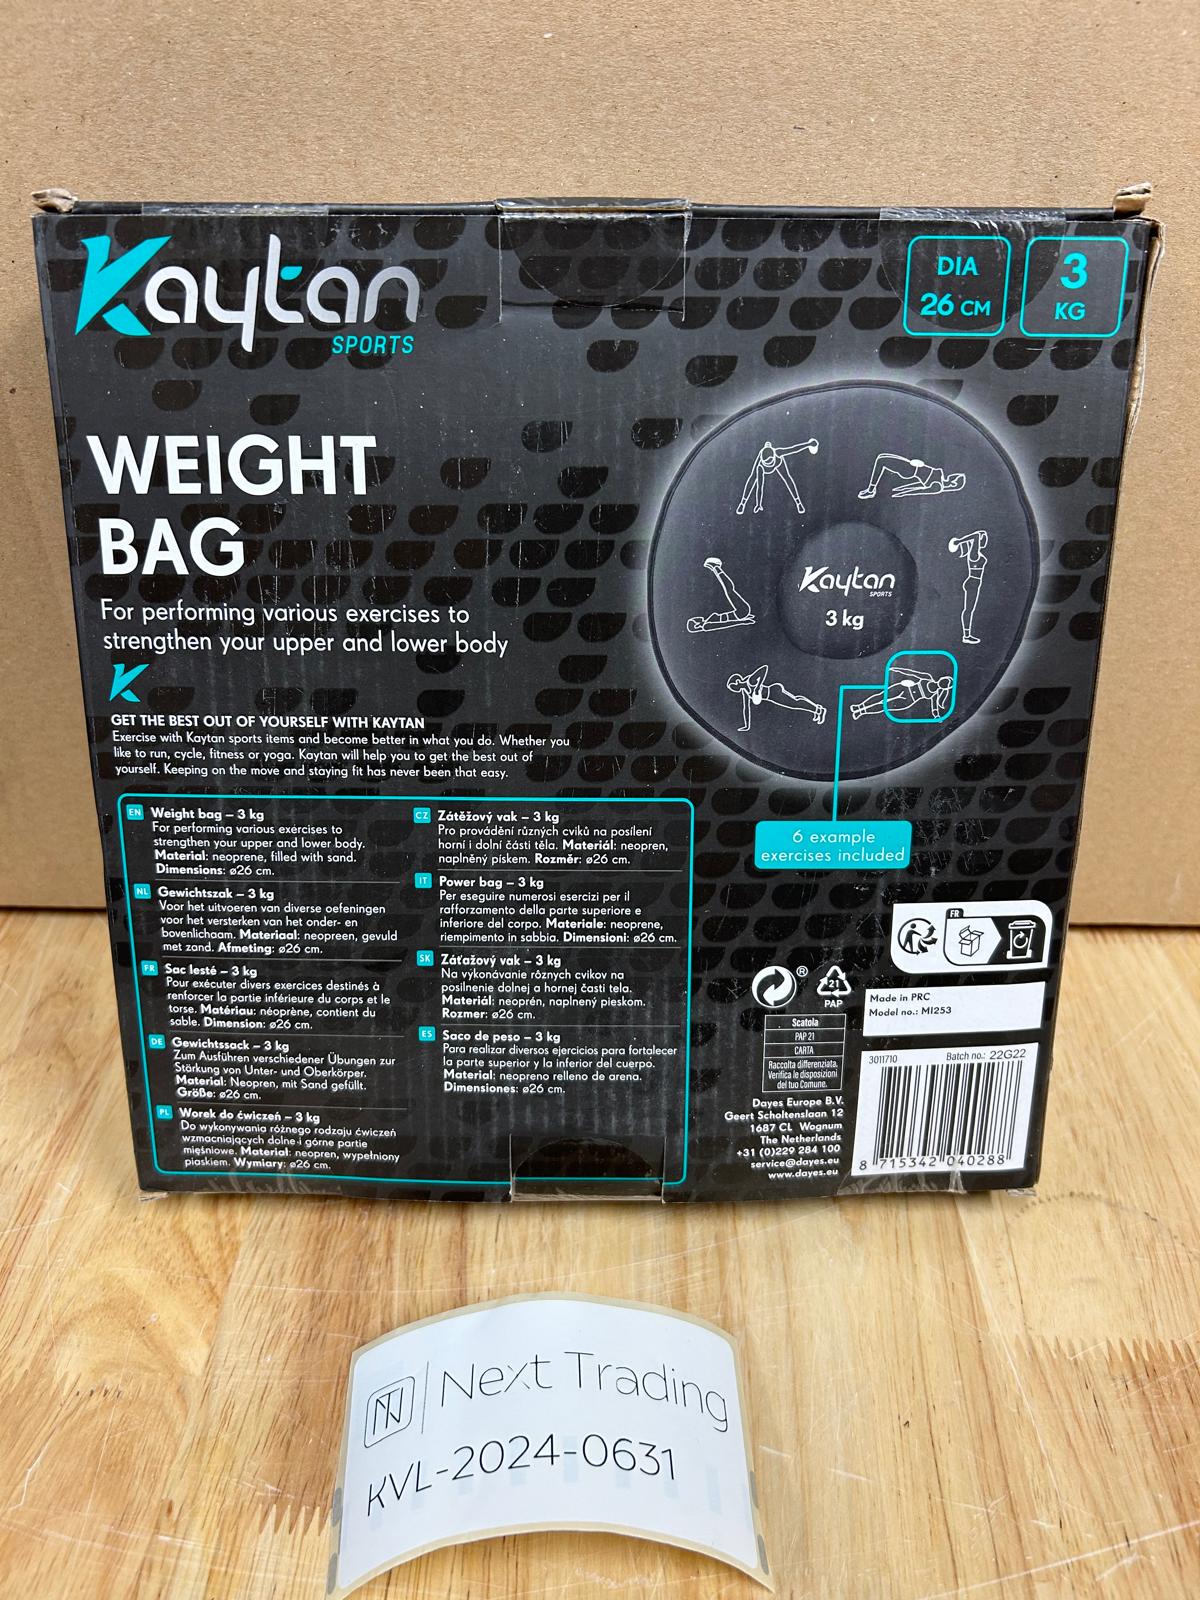 Kaytan
SPORTS
DIA
26 CM
3
KG
WEIGHT
BAG
For performing various exercises to
strengthen your upper and lower body
GET THE BEST OUT OF YOURSELF WITH KAYTAN
Exercise with Kaytan sports items and become better in what you do. Whether you
like to run, cycle, fitness or yoga. Kaytan will help you to get the best out of
yourself. Keeping on the move and staying fit has never been that easy.
Kaytan
SPORTS
3 kg
6 example
exercises included
EN Weight bag – 3 kg
For performing various exercises to
strengthen your upper and lower body.
Material: neoprene, filled with sand.
Dimensions: ø26 cm.
NL Gewichtszak – 3 kg
Voor het uitvoeren van diverse oefeningen
voor het versterken van het onder- en
bovenlichaam. Materiaal: neopreen, gevuld
met zand. Afmeting: ø26 cm.
FR Sac lesté – 3 kg
Pour exécuter divers exercices destinés à
renforcer la partie inférieure du corps et le
torse. Matériau: néoprène, contient du
sable. Dimension: ø26 cm.
DE Gewichtssack – 3 kg
Zum Ausführen verschiedener Übungen zur
Stärkung von Unter- und Oberkörper.
Material: Neopren, mit Sand gefüllt.
Größe: ø26 cm.
PL Worek do ćwiczeń – 3 kg
Do wykonywania różnego rodzaju ćwiczeń
wzmacniających dolne i górne partie
mięśniowe. Material: neopren, wypełniony
piaskiem. Wymiary: ø26 cm.
CZ Zátěžový vak – 3 kg
Pro provádění různých cviků na posílení
horní i dolní části těla. Materiál: neopren,
naplněný pískem. Rozměr: ø26 cm.
IT Power bag – 3 kg
Per eseguire numerosi esercizi per il
rafforzamento della parte superiore e
inferiore del corpo. Materiale: neoprene,
riempimento in sabbia. Dimensioni: ø26 cm.
SK Záťažový vak – 3 kg
Na výkonávanie rôznych cvikov na
posilnenie dolnej a hornej časti tela.
Materiál: neoprén, naplnený pieskom.
Rozmer: ø26 cm.
ES Saco de peso – 3 kg
Para realizar diversos ejercicios para fortalecer
la parte superior y la inferior del cuerpo.
Material: neopreno relleno de arena.
Dimensiones: ø26 cm.
FR
®
21
PAP
Scatola
PAP 21
CARTA
Raccolta differenziata.
Verifica le disposizioni
del tuo Comune.
Made in PRC
Model no.: MI253
3011710 Batch no.: 22G22
8 715342 040288
Dayes Europe B.V.
Geert Scholtenslaan 12
1687 CL Wognum
The Netherlands
+31 (0)229 284 100
service@dayes.eu
www.dayes.eu
Next Trading
KVL-2024-0631